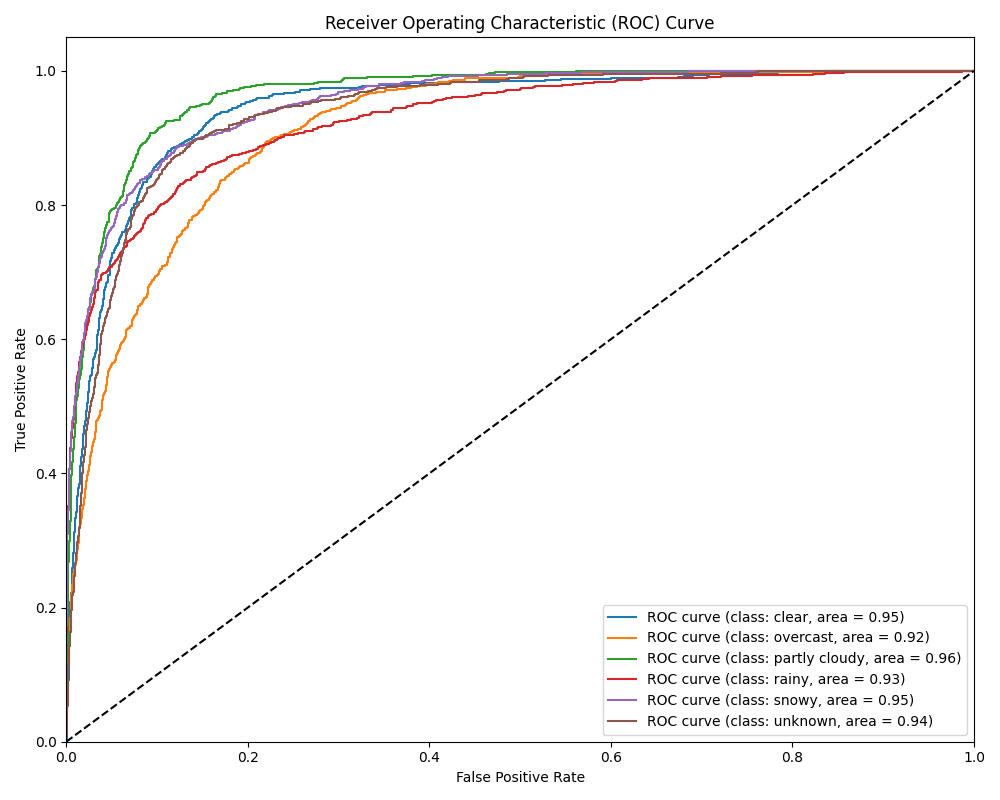 Receiver Operating Characteristic (ROC) Curve
True Positive Rate
1.0
0.8
0.6
0.4
0.2
0.0
ROC curve (class: clear, area = 0.95)
ROC curve (class: overcast, area = 0.92)
ROC curve (class: partly cloudy, area = 0.96)
ROC curve (class: rainy, area = 0.93)
ROC curve (class: snowy, area = 0.95)
ROC curve (class: unknown, area = 0.94)
0.0 0.2 0.4 0.6 0.8 1.0
False Positive Rate